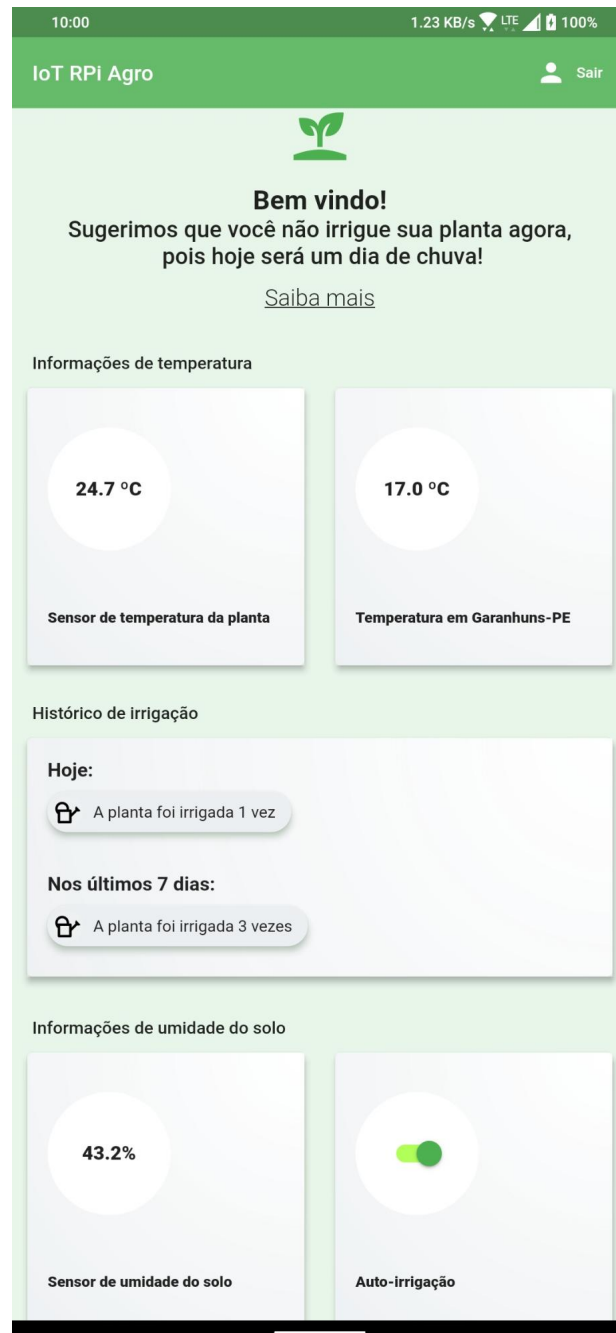 10:00 1.23 KB/s LTE 100%
IoT RPi Agro Sair
Bem vindo!
Sugerimos que você não irrigue sua planta agora,
pois hoje será um dia de chuva!
Saiba mais
Informações de temperatura
24.7 ºC 17.0 ºC
Sensor de temperatura da planta Temperatura em Garanhuns-PE
Histórico de irrigação
Hoje:
A planta foi irrigada 1 vez
Nos últimos 7 dias:
A planta foi irrigada 3 vezes
Informações de umidade do solo
43.2%
Sensor de umidade do solo Auto-irrigação